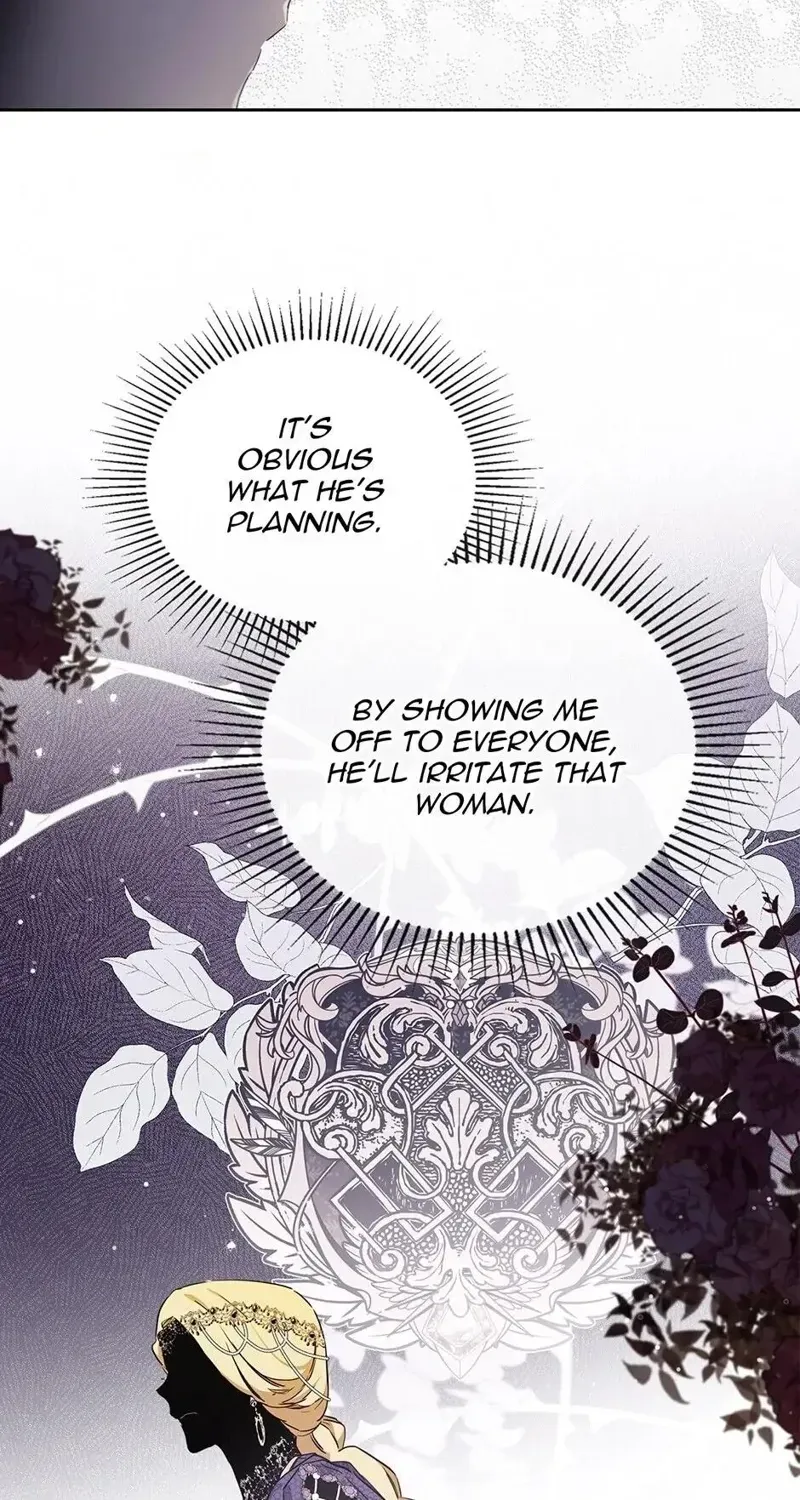 IT'S
OBVIOUS
WHAT HE'S
PLANNING.
BY SHOWING ME
OFF TO EVERYONE,
HE'LL IRRITATE THAT
WOMAN.